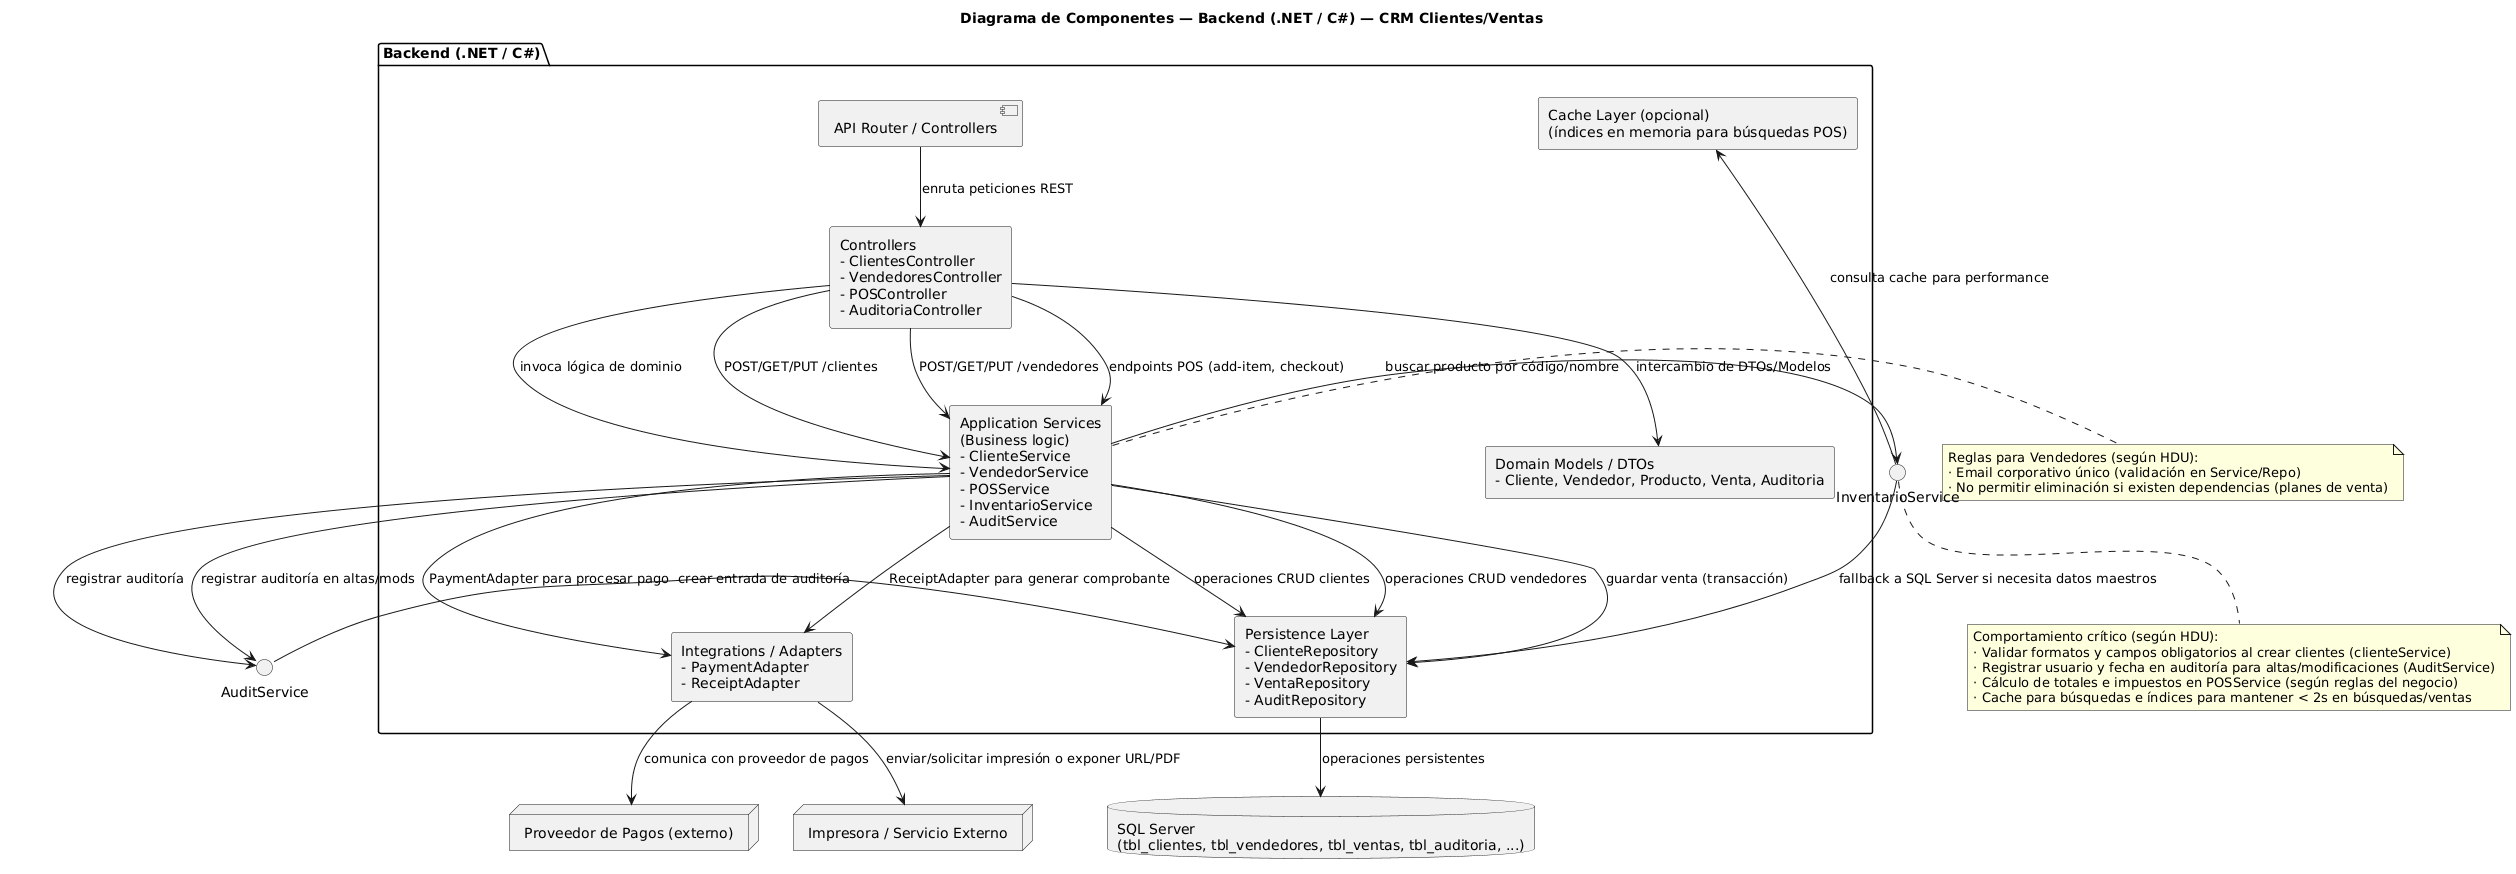 Diagrama de Componentes — Backend (.NET / C#) — CRM Clientes/Ventas
Backend (.NET / C#)
API Router / Controllers
Cache Layer (opcional)
(índices en memoria para búsquedas POS)
enruta peticiones REST
Controllers
- ClientesController
- VendedoresController
- POSController
- AuditoriaController
consulta cache para performance
invoca lógica de dominio
POST/GET/PUT /clientes
POST/GET/PUT /vendedores
endpoints POS (add-item, checkout)
buscar producto por código/nombre
intercambio de DTOs/Modelos
Application Services
(Business logic)
- ClienteService
- VendedorService
- POSService
- InventarioService
- AuditService
Domain Models / DTOs
- Cliente, Vendedor, Producto, Venta, Auditoria
InventarioService
Reglas para Vendedores (según HDU):
· Email corporativo único (validación en Service/Repo)
· No permitir eliminación si existen dependencias (planes de venta)
registrar auditoría
registrar auditoría en altas/mods
PaymentAdapter para procesar pago
crear entrada de auditoría
ReceiptAdapter para generar comprobante
operaciones CRUD clientes
operaciones CRUD vendedores
guardar venta (transacción)
fallback a SQL Server si necesita datos maestros
AuditService
Integrations / Adapters
- PaymentAdapter
- ReceiptAdapter
Persistence Layer
- ClienteRepository
- VendedorRepository
- VentaRepository
- AuditRepository
Comportamiento crítico (según HDU):
· Validar formatos y campos obligatorios al crear clientes (clienteService)
· Registrar usuario y fecha en auditoría para altas/modificaciones (AuditService)
· Cálculo de totales e impuestos en POSService (según reglas del negocio)
· Cache para búsquedas e índices para mantener < 2s en búsquedas/ventas
comunica con proveedor de pagos
enviar/solicitar impresión o exponer URL/PDF
operaciones persistentes
Proveedor de Pagos (externo)
Impresora / Servicio Externo
SQL Server
(tbl_clientes, tbl_vendedores, tbl_ventas, tbl_auditoria, ...)